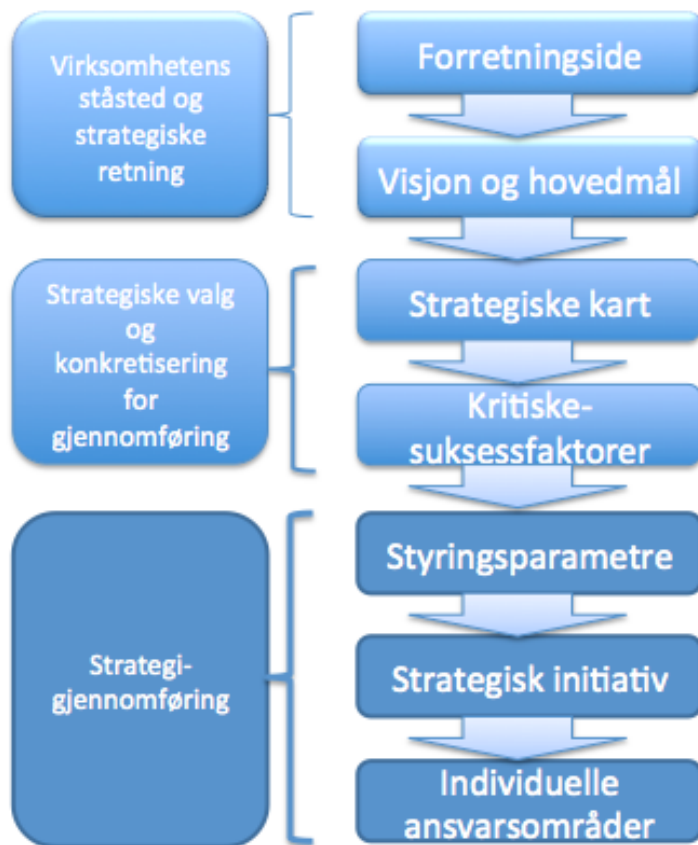 Virksomhetens
ståsted og
strategiske
retning
Forretningside
Visjon og hovedmål
Strategiske valg
og
konkretisering
for
gjennomføring
Strategiske kart
Kritiske-
suksessfaktorer
Strategi-
gjennomføring
Styringsparametre
Strategisk initiativ
Individuelle
ansvarsområder